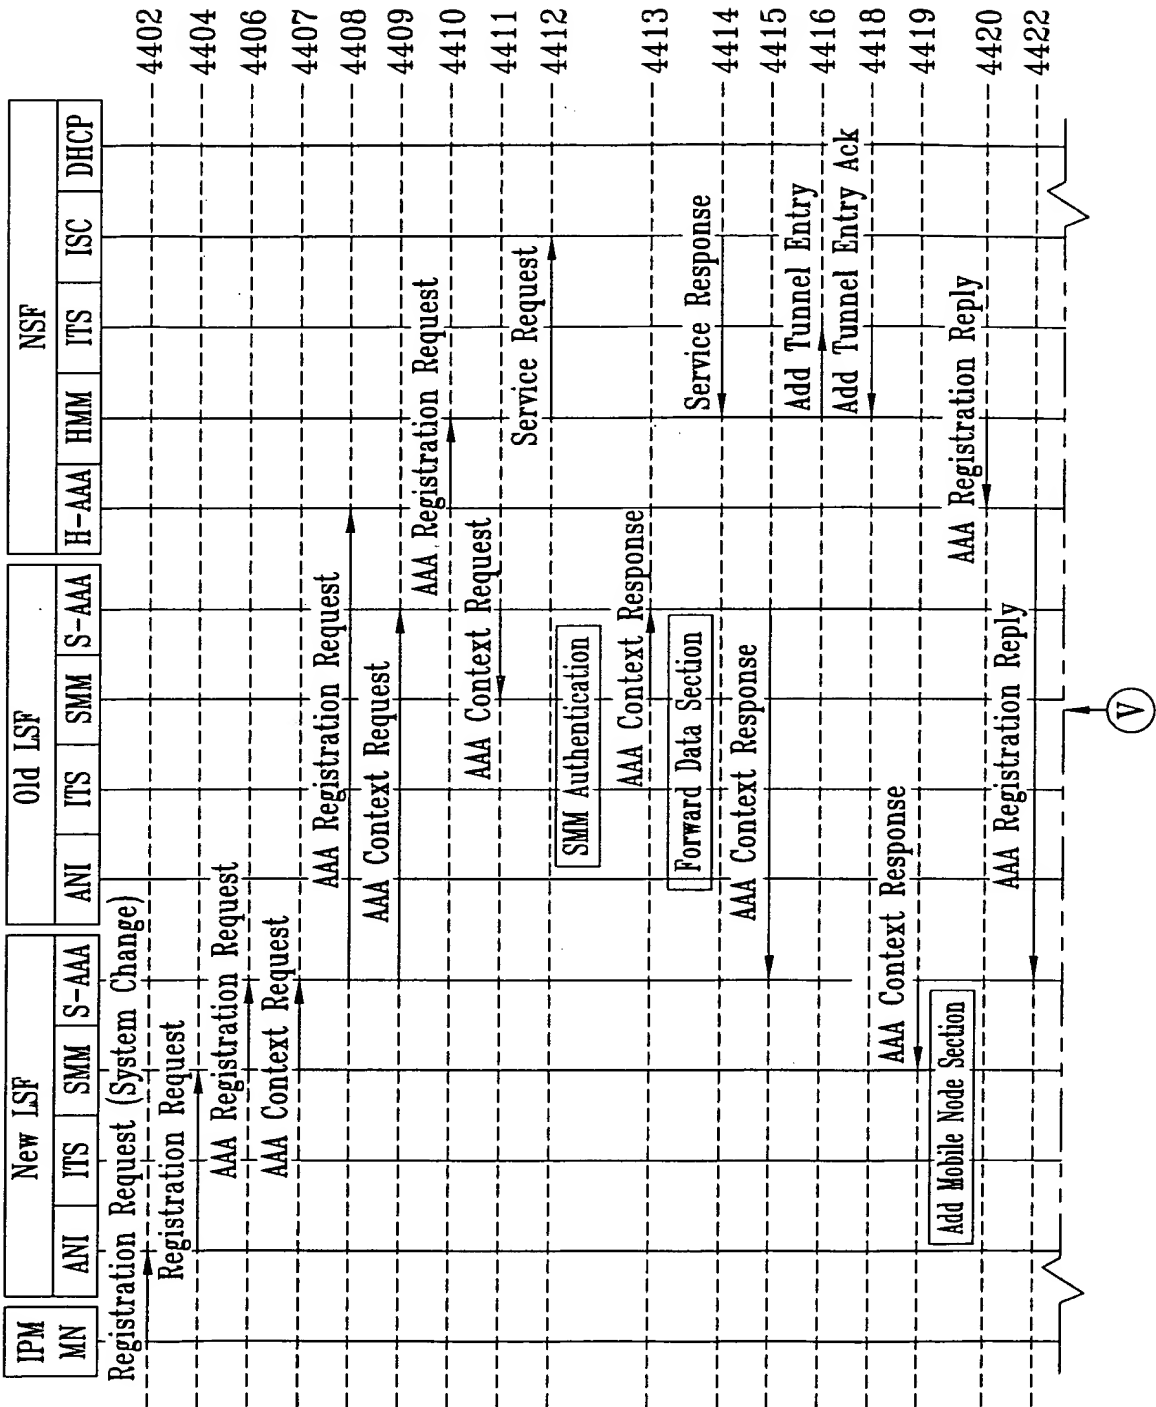 IPM
MN
New LSF
ANI
ITS
SMM
S-AAA
Old LSF
ANI
ITS
SMM
S-AAA
NSF
H-AAA
HMM
ITS
ISC
DHCP
Registration Request (System Change)
4402
Registration Request
4404
AAA Registration Request
4406
AAA Context Request
4407
AAA Registration Request
4408
AAA Context Request
4409
AAA Registration Request
4410
AAA Context Request
4411
Service Request
4412
SMM Authentication
AAA Context Response
4413
Forward Data Section
Service Response
4414
AAA Context Response
4415
Add Tunnel Entry
4416
Add Tunnel Entry Ack
4418
AAA Context Response
4419
Add Mobile Node Section
AAA Registration Reply
4420
AAA Registration Reply
4422
V